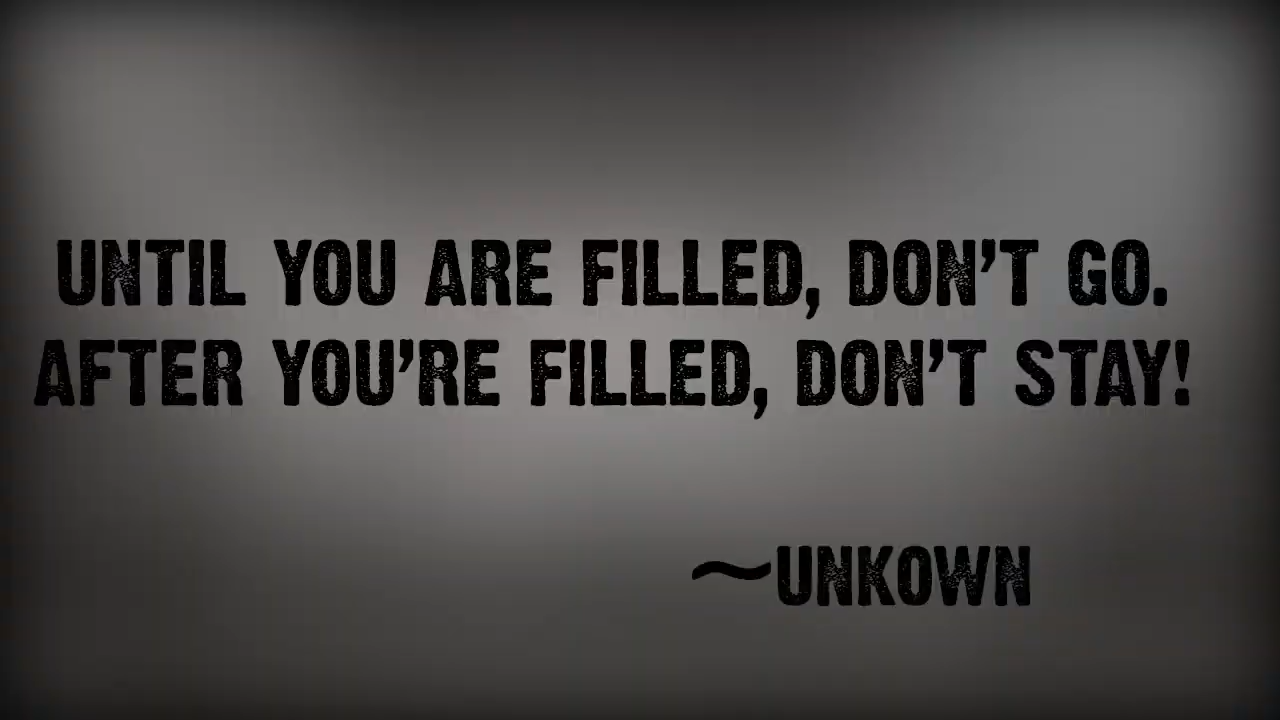 UNTIL YOU ARE FILLED, DON'T GO.
AFTER YOU'RE FILLED, DON'T STAY!
~UNKOWN